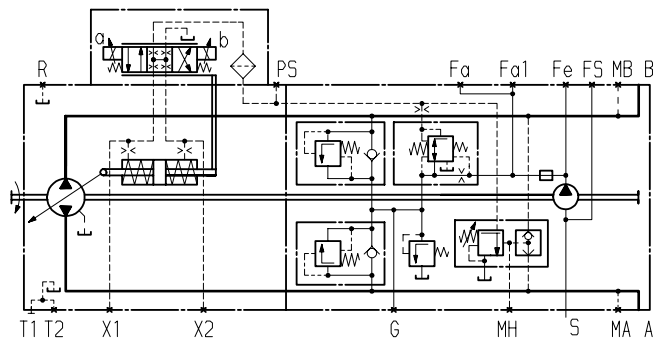 a b
R PS Fa Fa1 Fe FS MB B
T1 T2 X1 X2 G MH S MA A